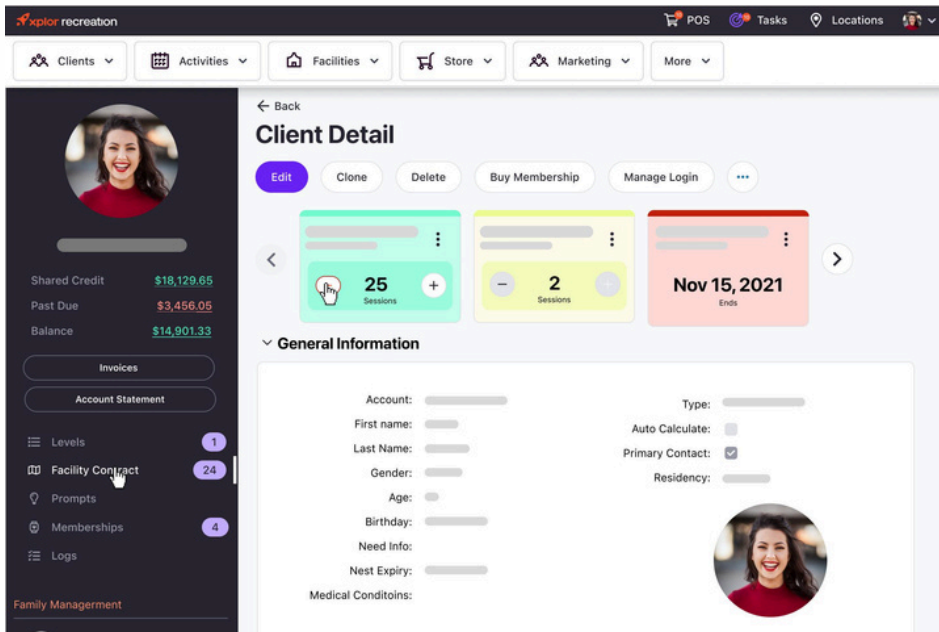 xplor recreation
POS
Tasks
Locations
Clients
Activities
Facilities
Store
Marketing
More
Shared Credit $18,129.65
Past Due $3,456.05
Balance $14,901.33
Invoices
Account Statement
Levels 1
Facility Contract 24
Prompts
Memberships 4
Logs
Family Managerment
Back
Client Detail
Edit
Clone
Delete
Buy Membership
Manage Login
25
Sessions
2
Sessions
Nov 15, 2021
Ends
General Information
Account:
First name:
Last Name:
Gender:
Age:
Birthday:
Need Info:
Nest Expiry:
Medical Conditoins:
Type:
Auto Calculate:
Primary Contact:
Residency: